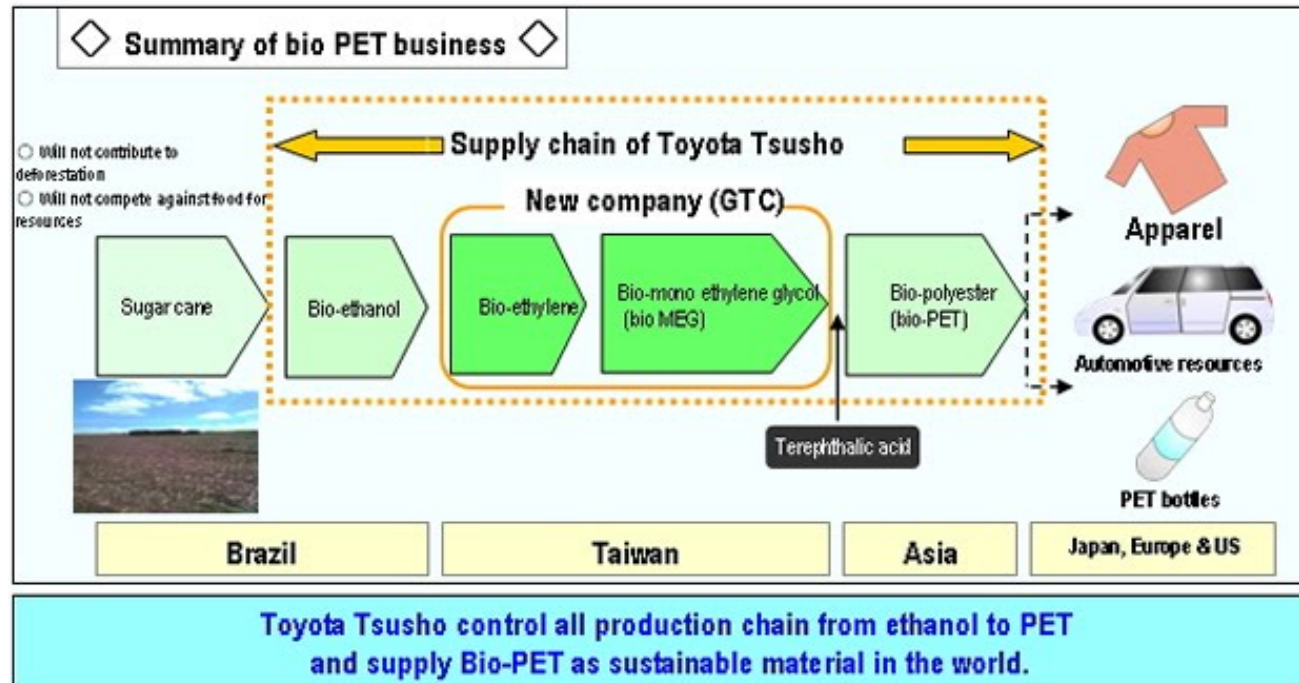 Summary of bio PET business
Supply chain of Toyota Tsusho
○ Will not contribute to
deforestation
○ Will not compete against food for
resources
New company (GTC)
Sugar cane
Bio-ethanol
Bio-ethylene
Bio-mono ethylene glycol
(bio MEG)
Bio-polyester
(bio-PET)
Terephthalic acid
Apparel
Automotive resources
PET bottles
Brazil
Taiwan
Asia
Japan, Europe & US
Toyota Tsusho control all production chain from ethanol to PET
and supply Bio-PET as sustainable material in the world.